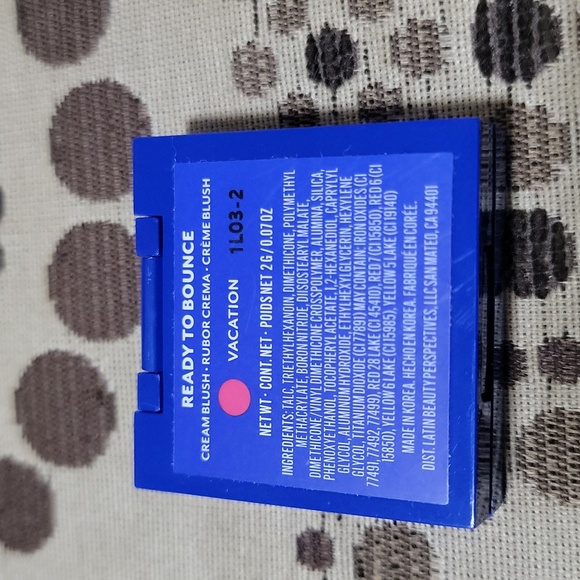 READY TO BOUNCE
CREAM BLUSH · RUBOR CREMA · CRÈME BLUSH
VACATION 1L03-2
NET WT · CONT. NET · POIDS NET 2 G / 0.07 OZ
INGREDIENTS: TALC, TRIETHYLHEXANOIN, DIMETHICONE, POLYMETHYL
METHACRYLATE, BORON NITRIDE, DIISOSTEARYL MALATE,
DIMETHICONE/VINYL DIMETHICONE CROSSPOLYMER, ALUMINA, SILICA,
PHENOXYETHANOL, TOCOPHERYL ACETATE, 1,2-HEXANEDIOL, CAPRYLYL
GLYCOL, ALUMINUM HYDROXIDE, ETHYLHEXYLGLYCERIN, HEXYLENE
GLYCOL, TITANIUM DIOXIDE (CI 77891) MAY CONTAIN: IRON OXIDES (CI
77491, 77492, 77499), RED 28 LAKE (CI 45410), RED 7 (CI 15850), RED 6 (CI
15850), YELLOW 6 LAKE (CI 15985), YELLOW 5 LAKE (CI 19140)
MADE IN KOREA. HECHO EN KOREA. FABRIQUÉ EN CORÉE.
DIST. LATIN BEAUTY PERSPECTIVES, LLC SAN MATEO, CA 94401